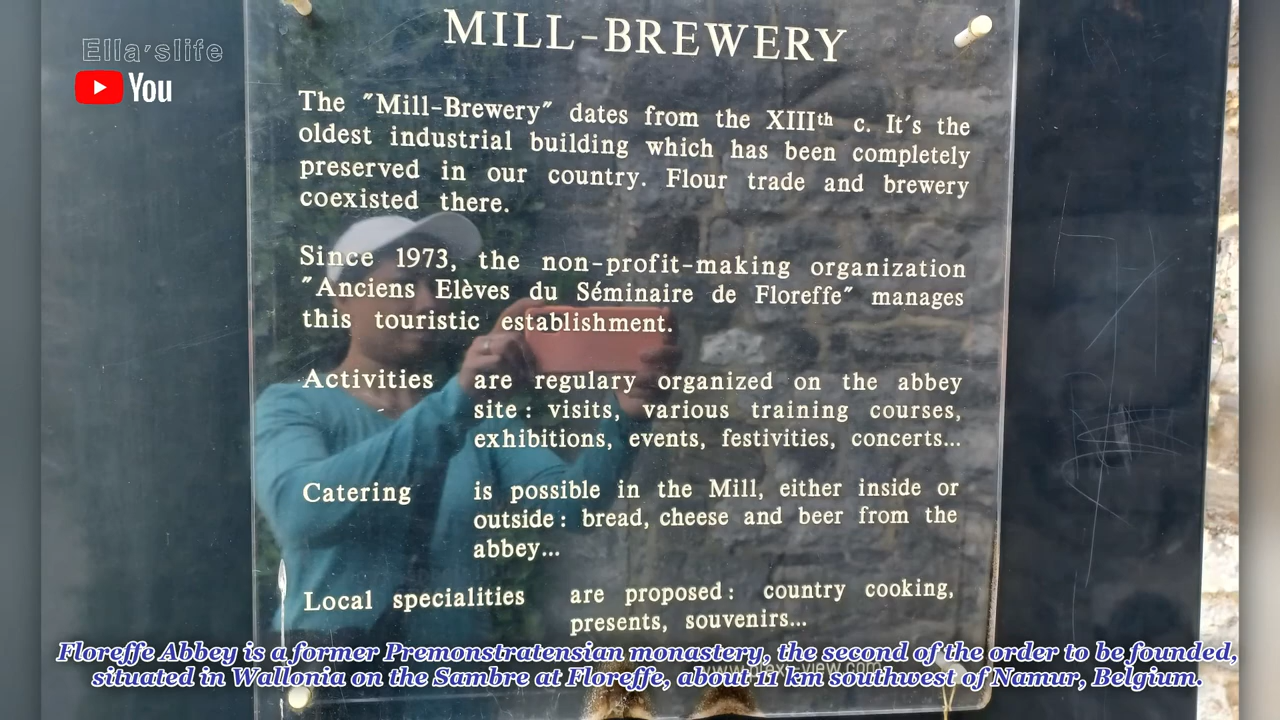 Ella'slife
You
MILL-BREWERY
The "Mill-Brewery" dates from the XIIIth c. It's the
oldest industrial building which has been completely
preserved in our country. Flour trade and brewery
coexisted there.
Since 1973, the non-profit-making organization
"Anciens Elèves du Séminaire de Floreffe" manages
this touristic establishment.
Activities are regulary organized on the abbey
site: visits, various training courses,
exhibitions, events, festivities, concerts...
Catering is possible in the Mill, either inside or
outside: bread, cheese and beer from the
abbey...
Local specialities are proposed: country cooking,
presents, souvenirs...
Floreffe Abbey is a former Premonstratensian monastery, the second of the order to be founded,
situated in Wallonia on the Sambre at Floreffe, about 11 km southwest of Namur, Belgium.